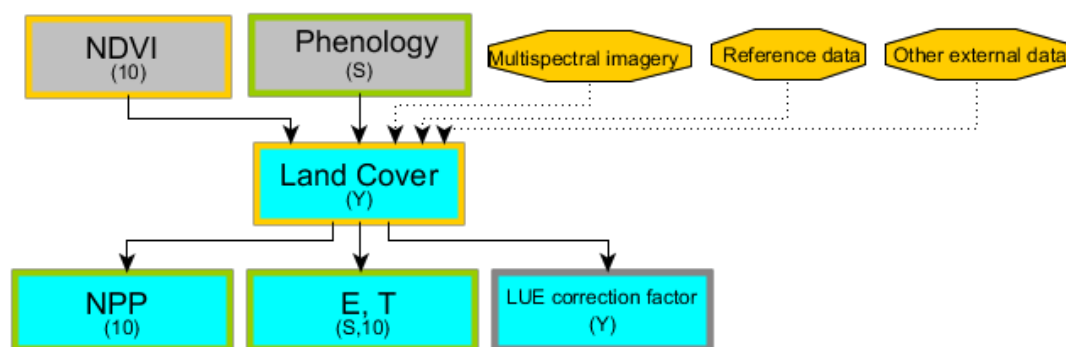 NDVI
(10)
Phenology
(S)
Multispectral imagery
Reference data
Other external data
Land Cover
(Y)
NPP
(10)
E, T
(S,10)
LUE correction factor
(Y)